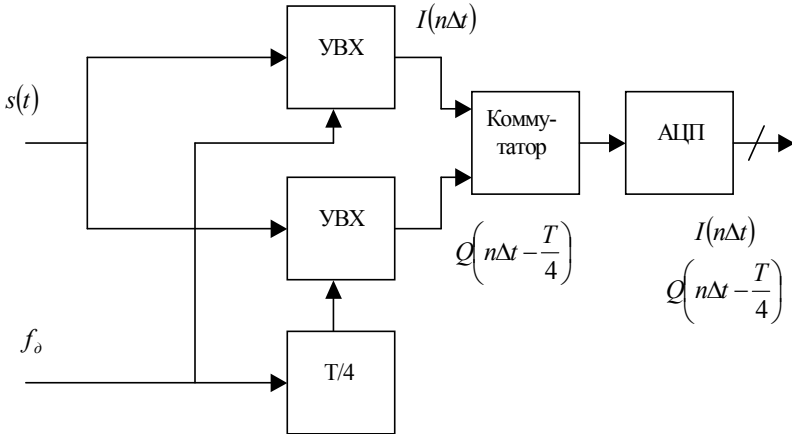 I(nΔt)
УВХ
s(t)
Комму-
татор
АЦП
УВХ
Q(nΔt − T/4)
I(nΔt)
Q(nΔt − T/4)
f_д
Т/4